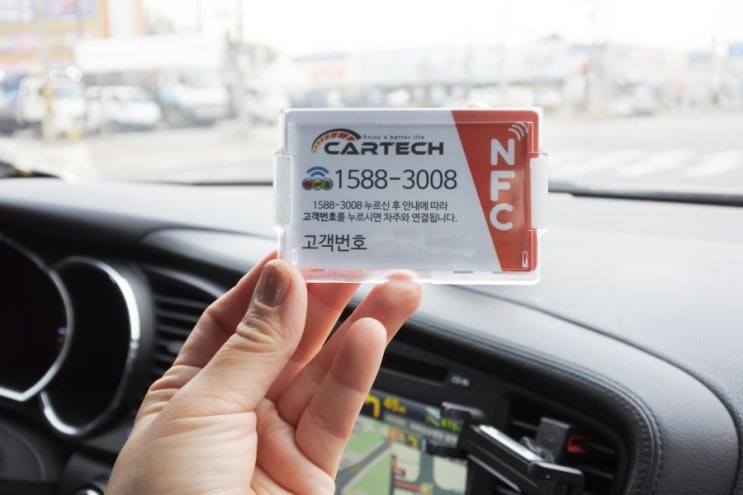 Enjoy a better life
CARTECH
1588-3008
1588-3008 누르신 후 안내에 따라
고객번호를 누르시면 차주와 연결됩니다.
고객번호
NFC